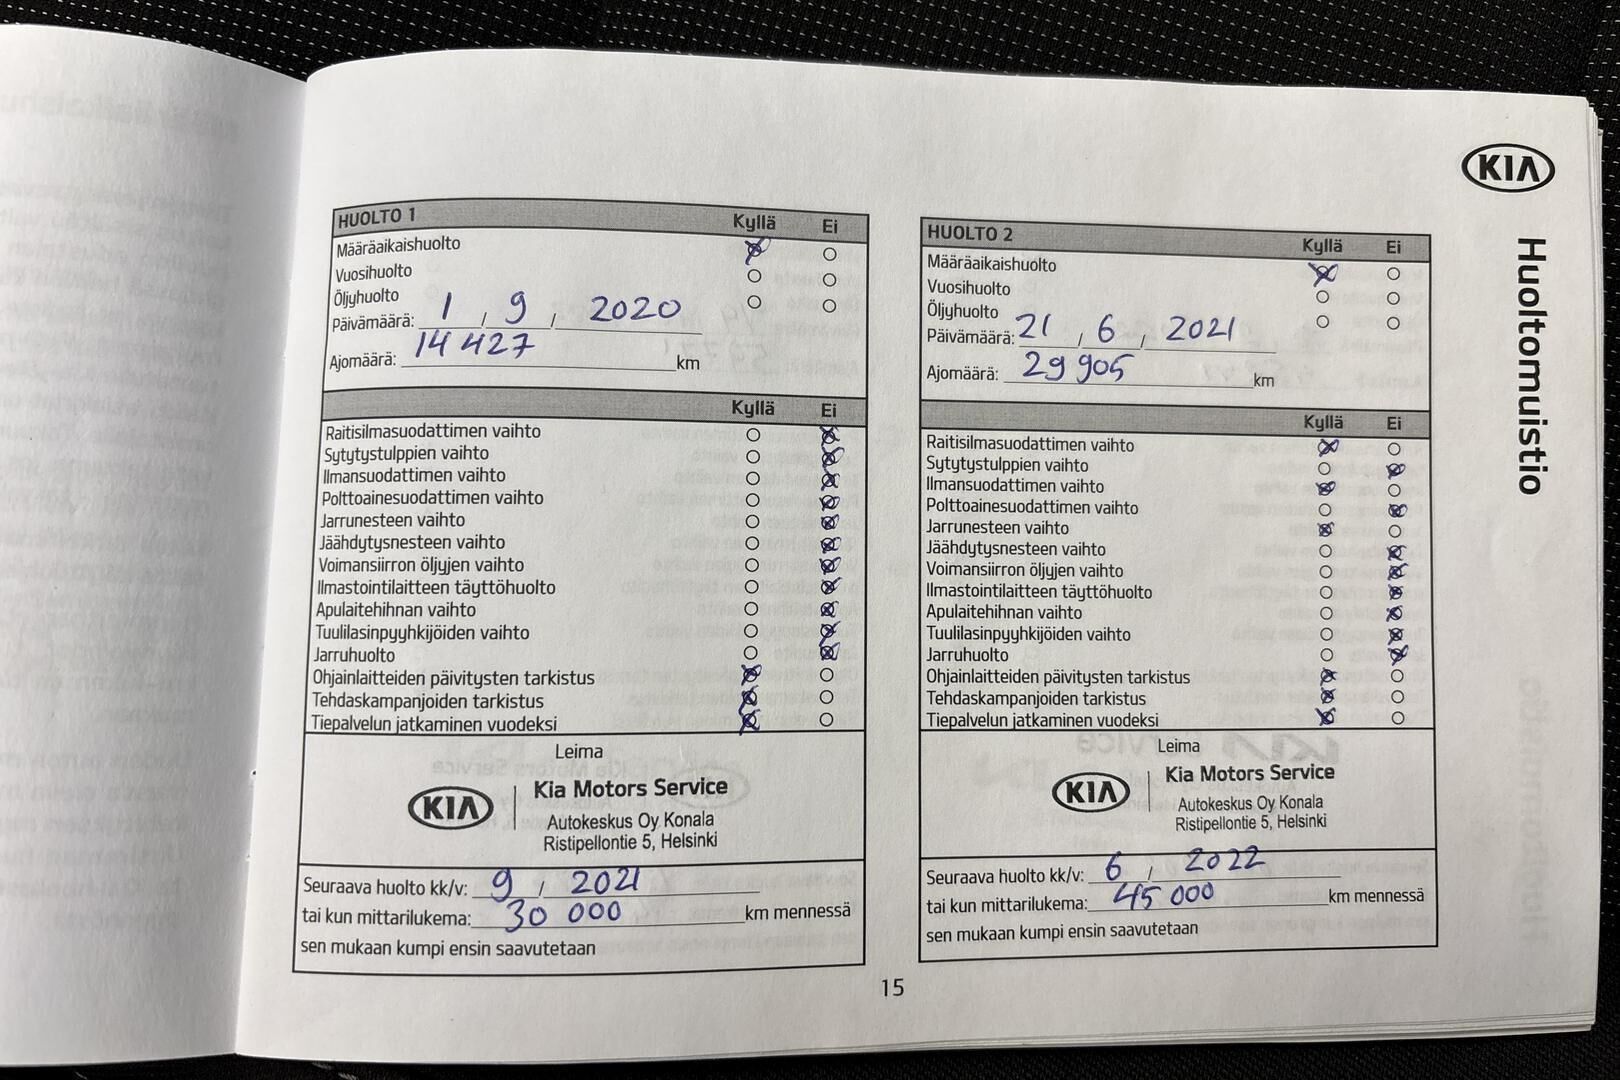 KIA
Huoltomuistio
HUOLTO 1 Kyllä Ei
Määräaikaishuolto
Vuosihuolto
Öljyhuolto
Päivämäärä: 1 / 9 / 2020
Ajomäärä: 14 427 km
Kyllä Ei
Raitisilmasuodattimen vaihto
Sytytystulppien vaihto
Ilmansuodattimen vaihto
Polttoainesuodattimen vaihto
Jarrunesteen vaihto
Jäähdytysnesteen vaihto
Voimansiirron öljyjen vaihto
Ilmastointilaitteen täyttöhuolto
Apulaitehihnan vaihto
Tuulilasinpyyhkijöiden vaihto
Jarruhuolto
Ohjainlaitteiden päivitysten tarkistus
Tehdaskampanjoiden tarkistus
Tiepalvelun jatkaminen vuodeksi
Leima
KIA Kia Motors Service
Autokeskus Oy Konala
Ristipellontie 5, Helsinki
Seuraava huolto kk/v: 9 / 2021
tai kun mittarilukema: 30 000 km mennessä
sen mukaan kumpi ensin saavutetaan
HUOLTO 2 Kyllä Ei
Määräaikaishuolto
Vuosihuolto
Öljyhuolto
Päivämäärä: 21 / 6 / 2021
Ajomäärä: 29 905 km
Kyllä Ei
Raitisilmasuodattimen vaihto
Sytytystulppien vaihto
Ilmansuodattimen vaihto
Polttoainesuodattimen vaihto
Jarrunesteen vaihto
Jäähdytysnesteen vaihto
Voimansiirron öljyjen vaihto
Ilmastointilaitteen täyttöhuolto
Apulaitehihnan vaihto
Tuulilasinpyyhkijöiden vaihto
Jarruhuolto
Ohjainlaitteiden päivitysten tarkistus
Tehdaskampanjoiden tarkistus
Tiepalvelun jatkaminen vuodeksi
Leima
KIA Kia Motors Service
Autokeskus Oy Konala
Ristipellontie 5, Helsinki
Seuraava huolto kk/v: 6 / 2022
tai kun mittarilukema: 45 000 km mennessä
sen mukaan kumpi ensin saavutetaan
15